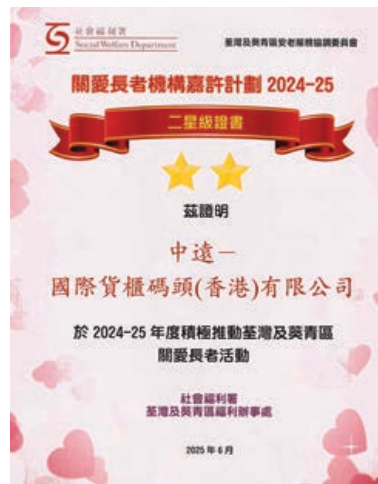 社會福利署
Social Welfare Department
荃灣及葵青區安老服務協調委員會
關愛長者機構嘉許計劃 2024-25
二星級證書
茲證明
中遠－
國際貨櫃碼頭(香港)有限公司
於 2024-25 年度積極推動荃灣及葵青區
關愛長者活動
社會福利署
荃灣及葵青區福利辦事處
2025 年 6 月